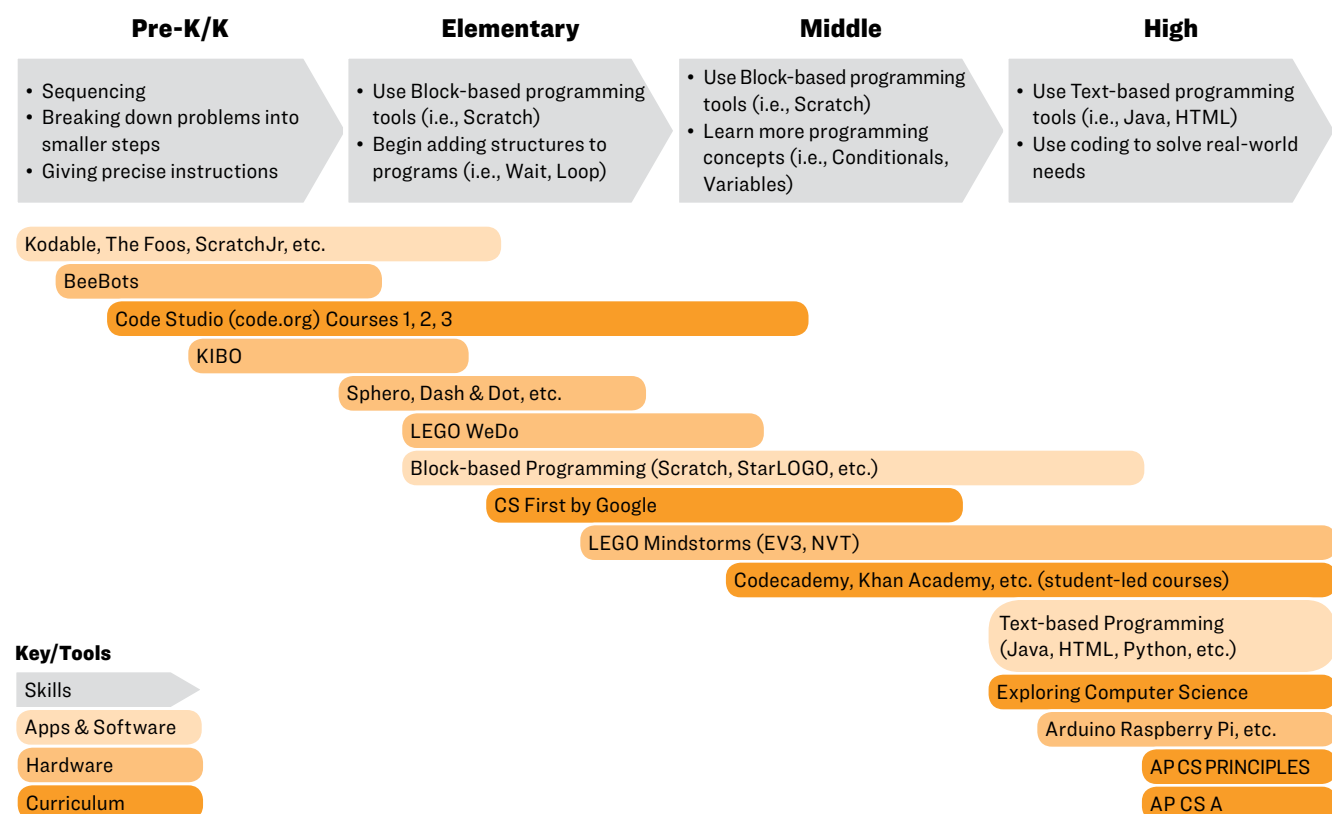 Pre-K/K
Elementary
Middle
High
• Sequencing
• Breaking down problems into
smaller steps
• Giving precise instructions
• Use Block-based programming
tools (i.e., Scratch)
• Begin adding structures to
programs (i.e., Wait, Loop)
• Use Block-based programming
tools (i.e., Scratch)
• Learn more programming
concepts (i.e., Conditionals,
Variables)
• Use Text-based programming
tools (i.e., Java, HTML)
• Use coding to solve real-world
needs
Kodable, The Foos, ScratchJr, etc.
BeeBots
Code Studio (code.org) Courses 1, 2, 3
KIBO
Sphero, Dash & Dot, etc.
LEGO WeDo
Block-based Programming (Scratch, StarLOGO, etc.)
CS First by Google
LEGO Mindstorms (EV3, NVT)
Codecademy, Khan Academy, etc. (student-led courses)
Text-based Programming
(Java, HTML, Python, etc.)
Exploring Computer Science
Arduino Raspberry Pi, etc.
AP CS PRINCIPLES
AP CS A
Key/Tools
Skills
Apps & Software
Hardware
Curriculum